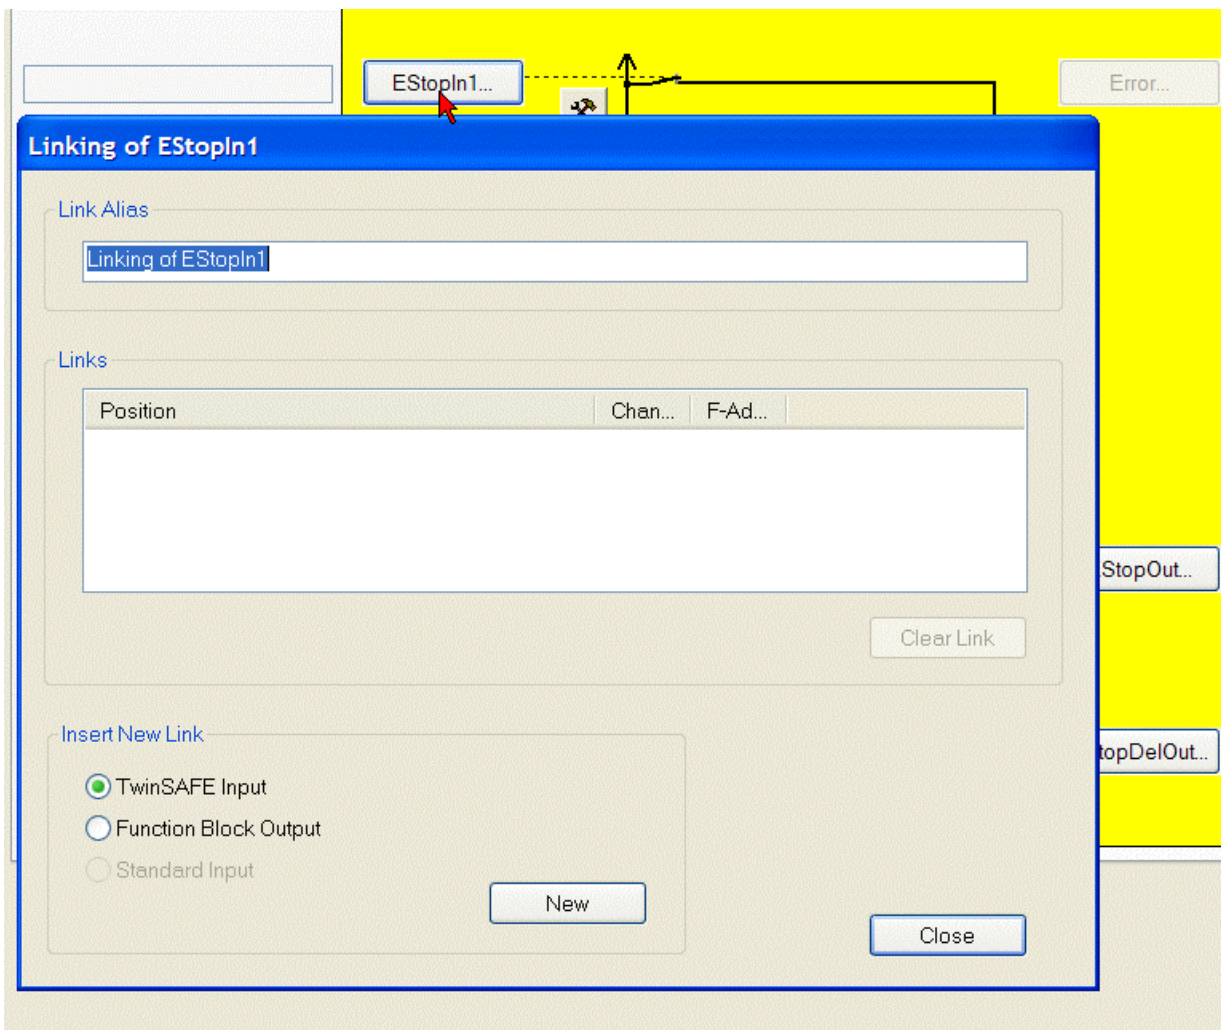 EStopIn1...
Error...
Linking of EStopIn1
Link Alias
Linking of EStopIn1
Links
Position Chan... F-Ad...
StopOut...
Clear Link
Insert New Link
topDelOut...
TwinSAFE Input
Function Block Output
Standard Input
New
Close